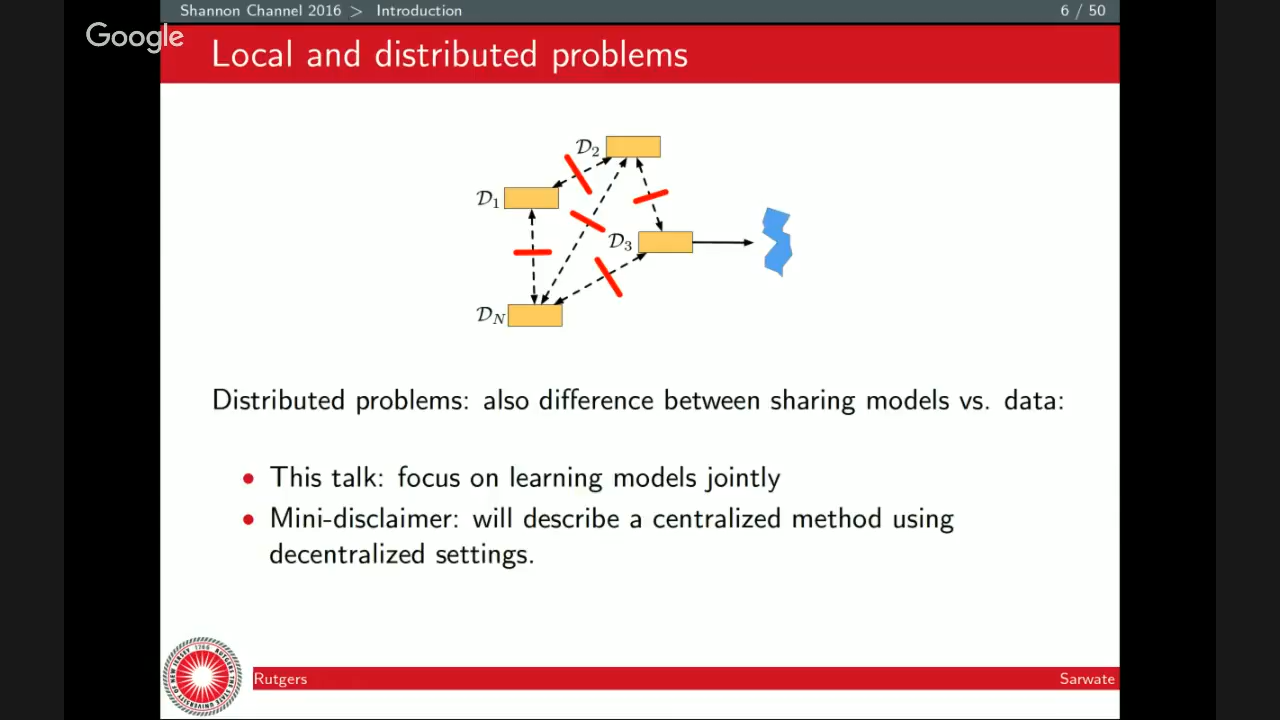 Shannon Channel 2016 > Introduction 6 / 50
Google
Local and distributed problems
D2
D1
D3
DN
Distributed problems: also difference between sharing models vs. data:
• This talk: focus on learning models jointly
• Mini-disclaimer: will describe a centralized method using
decentralized settings.
Rutgers Sarwate